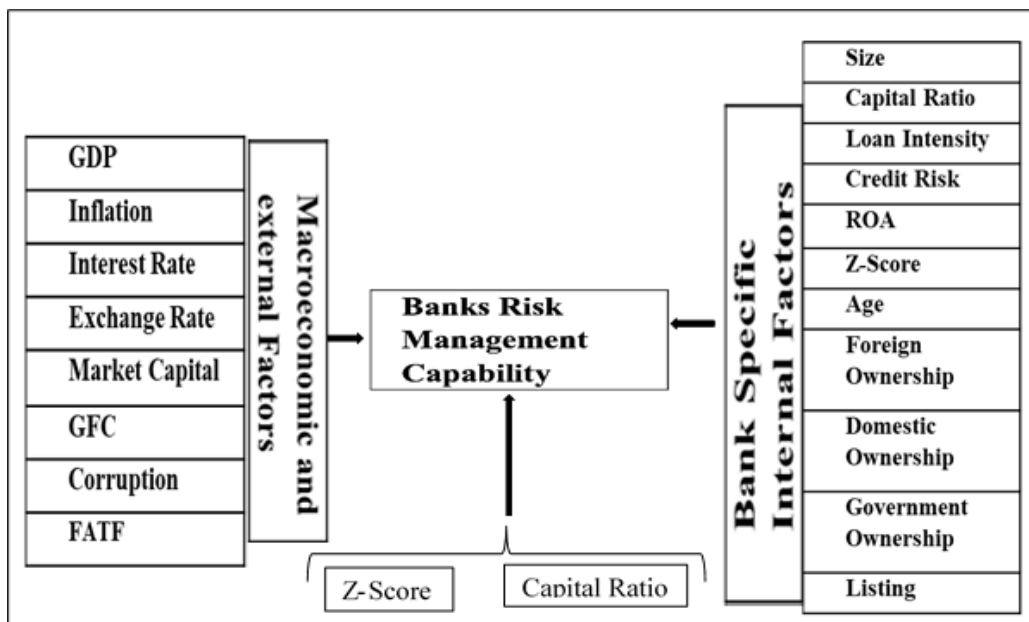 GDP
Inflation
Interest Rate
Exchange Rate
Market Capital
GFC
Corruption
FATF
Macroeconomic and
external Factors
Banks Risk
Management
Capability
Z-Score
Capital Ratio
Bank Specific
Internal Factors
Size
Capital Ratio
Loan Intensity
Credit Risk
ROA
Z-Score
Age
Foreign
Ownership
Domestic
Ownership
Government
Ownership
Listing